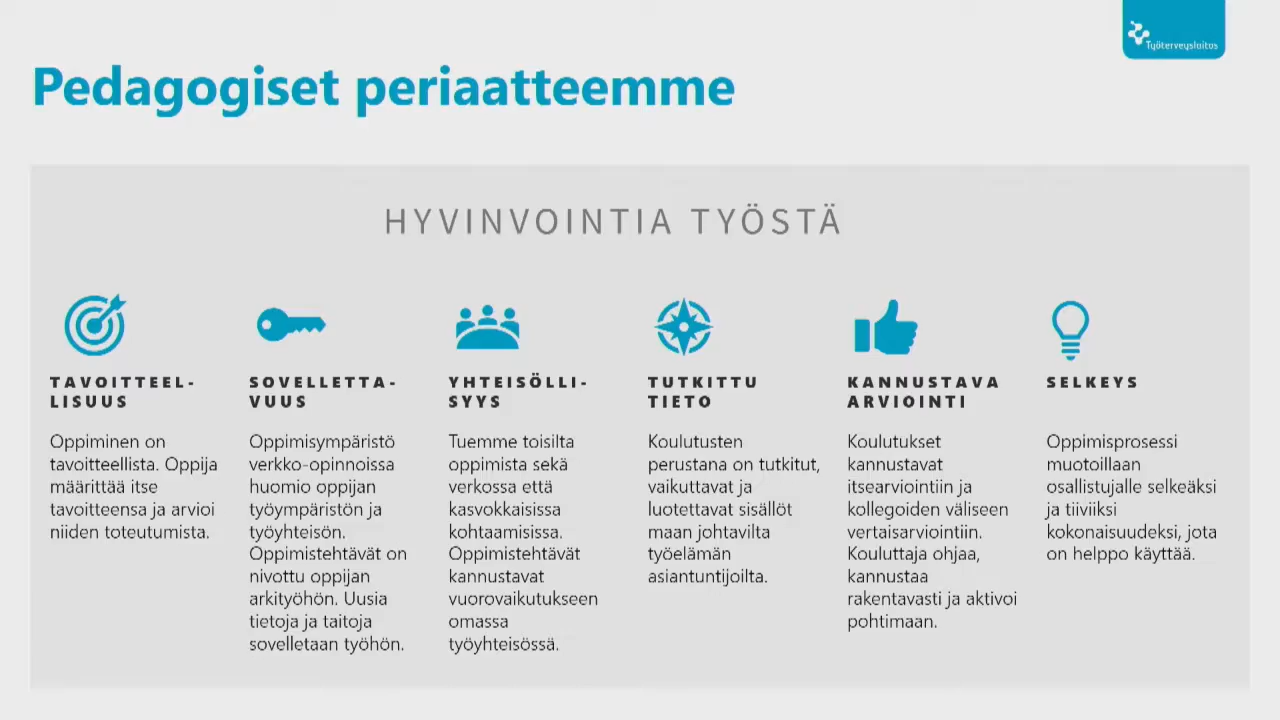 Työterveyslaitos
Pedagogiset periaatteemme
HYVINVOINTIA TYÖSTÄ
TAVOITTEEL-
LISUUS
Oppiminen on
tavoitteellista. Oppija
määrittää itse
tavoitteensa ja arvioi
niiden toteutumista.
SOVELLETTA-
VUUS
Oppimisympäristö
verkko-opinnoissa
huomio oppijan
työympäristön ja
työyhteisön.
Oppimistehtävät on
nivottu oppijan
arkityöhön. Uusia
tietoja ja taitoja
sovelletaan työhön.
YHTEISÖLLI-
SYYS
Tuemme toisilta
oppimista sekä
verkossa että
kasvokkaisissa
kohtaamisissa.
Oppimistehtävät
kannustavat
vuorovaikutukseen
omassa
työyhteisössä.
TUTKITTU
TIETO
Koulutusten
perustana on tutkitut,
vaikuttavat ja
luotettavat sisällöt
maan johtavilta
työelämän
asiantuntijoilta.
KANNUSTAVA
ARVIOINTI
Koulutukset
kannustavat
itsearviointiin ja
kollegoiden väliseen
vertaisarviointiin.
Kouluttaja ohjaa,
kannustaa
rakentavasti ja aktivoi
pohtimaan.
SELKEYS
Oppimisprosessi
muotoillaan
osallistujalle selkeäksi
ja tiiviiksi
kokonaisuudeksi, jota
on helppo käyttää.